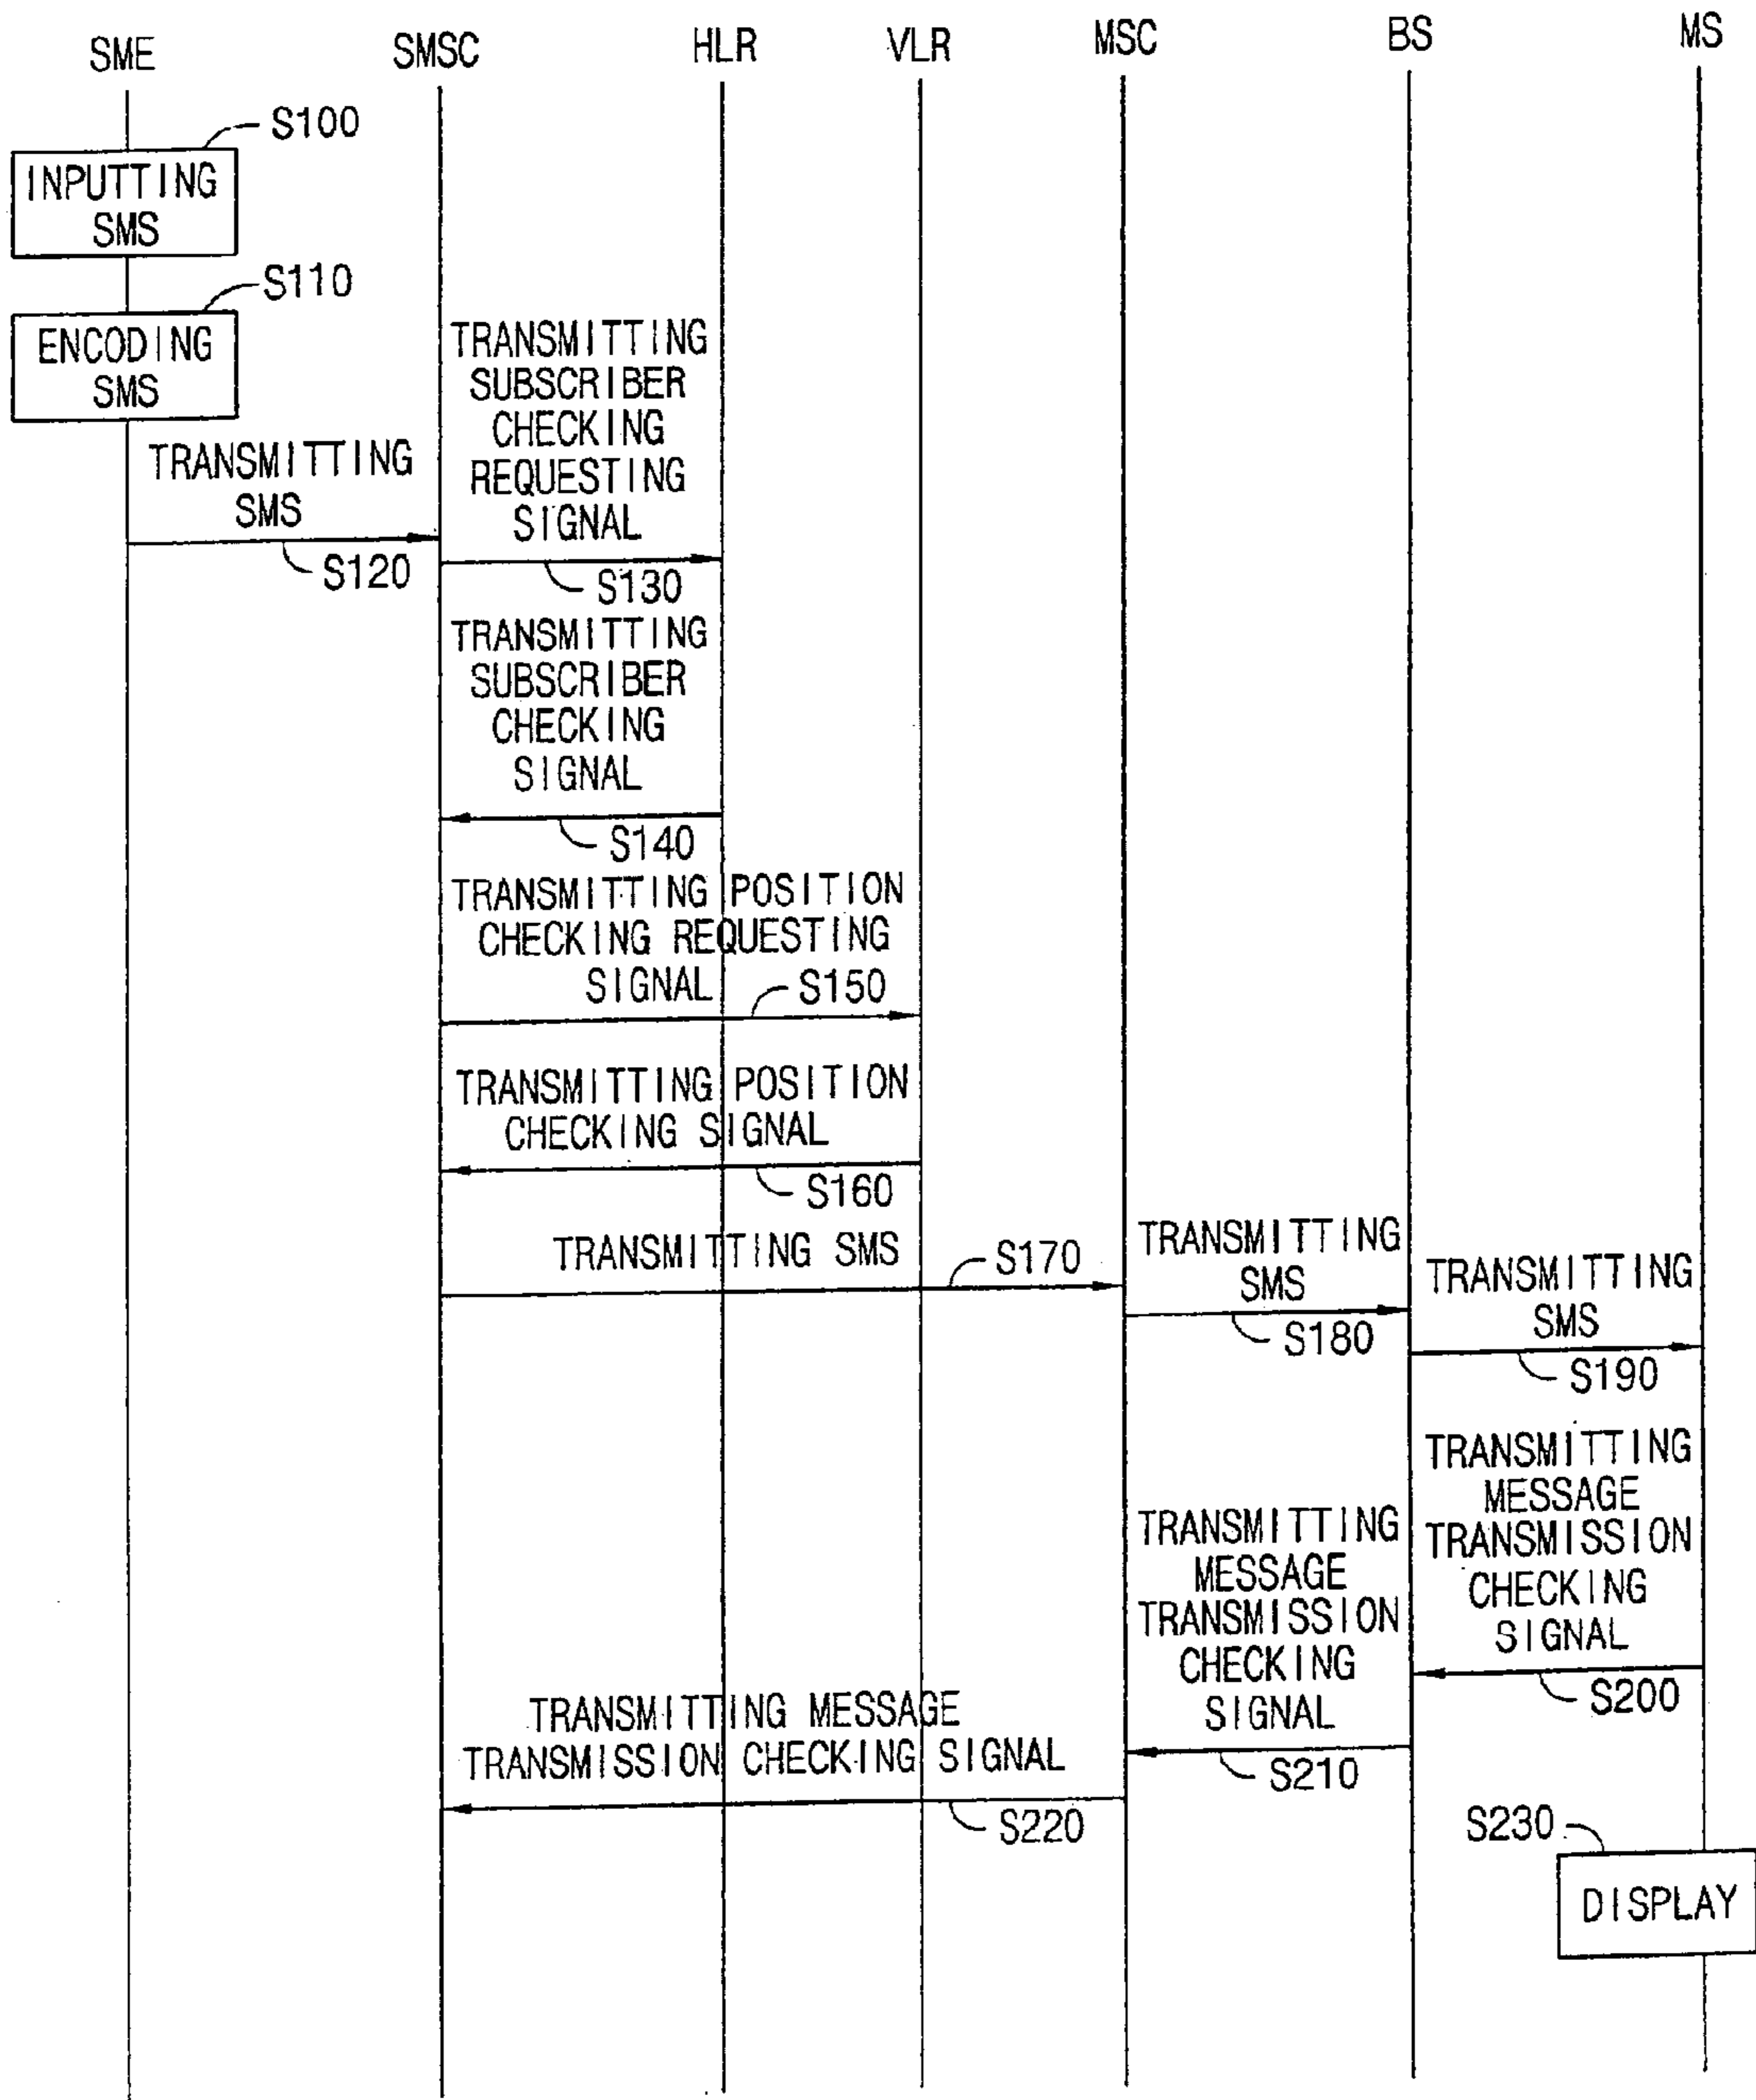 SME
SMSC
HLR
VLR
MSC
BS
MS
S100
INPUTTING
SMS
S110
ENCODING
SMS
TRANSMITTING
SMS
S120
TRANSMITTING
SUBSCRIBER
CHECKING
REQUESTING
SIGNAL
S130
TRANSMITTING
SUBSCRIBER
CHECKING
SIGNAL
S140
TRANSMITTING POSITION
CHECKING REQUESTING
SIGNAL
S150
TRANSMITTING POSITION
CHECKING SIGNAL
S160
TRANSMITTING SMS
S170
TRANSMITTING
SMS
S180
TRANSMITTING
SMS
S190
TRANSMITTING
MESSAGE
TRANSMISSION
CHECKING
SIGNAL
S200
TRANSMITTING
MESSAGE
TRANSMISSION
CHECKING
SIGNAL
S210
TRANSMITTING MESSAGE
TRANSMISSION CHECKING SIGNAL
S220
S230
DISPLAY